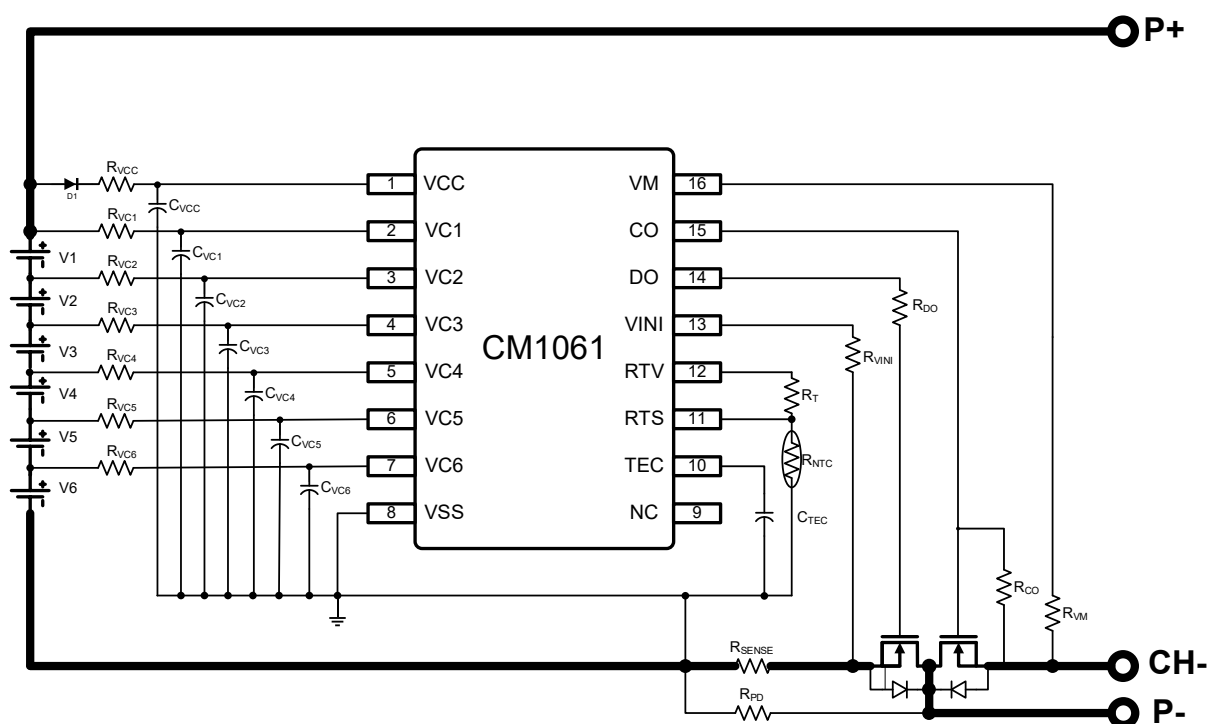 P+
RVCC
D1
CVCC
1 VCC
VM 16
RVC1
CVC1
2 VC1
CO 15
V1
RVC2
CVC2
3 VC2
DO 14
RDO
V2
RVC3
CVC3
4 VC3
VINI 13
RVINI
CM1061
V3
RVC4
CVC4
5 VC4
RTV 12
RT
V4
RVC5
CVC5
6 VC5
RTS 11
RNTC
V5
RVC6
CVC6
7 VC6
TEC 10
CTEC
V6
8 VSS
NC 9
RCO
RVM
RSENSE
CH-
RPD
P-